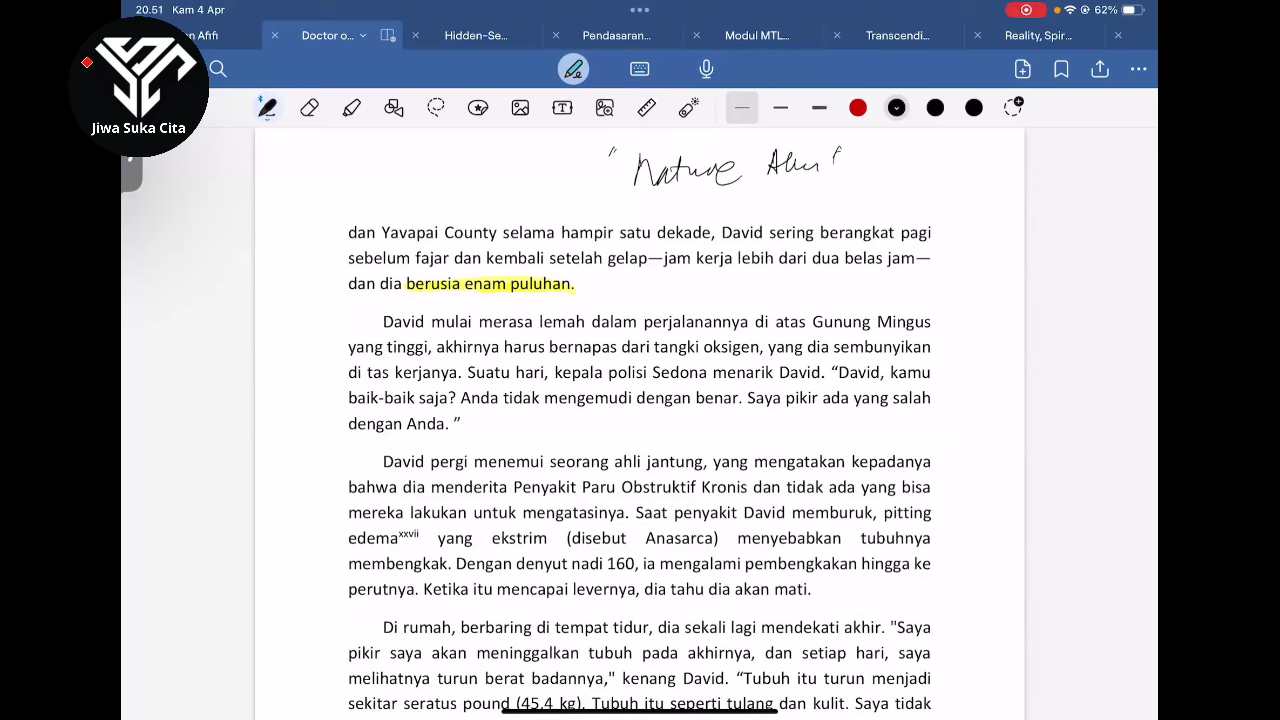 20.51 Kam 4 Apr
62%
n Afifi
Doctor o...
Hidden-Se...
Pendasaran...
Modul MTL...
Transcendi...
Reality, Spir...
Jiwa Suka Cita
"Nature
dan Yavapai County selama hampir satu dekade, David sering berangkat pagi
sebelum fajar dan kembali setelah gelap—jam kerja lebih dari dua belas jam—
dan dia berusia enam puluhan.
David mulai merasa lemah dalam perjalanannya di atas Gunung Mingus
yang tinggi, akhirnya harus bernapas dari tangki oksigen, yang dia sembunyikan
di tas kerjanya. Suatu hari, kepala polisi Sedona menarik David. “David, kamu
baik-baik saja? Anda tidak mengemudi dengan benar. Saya pikir ada yang salah
dengan Anda. ”
David pergi menemui seorang ahli jantung, yang mengatakan kepadanya
bahwa dia menderita Penyakit Paru Obstruktif Kronis dan tidak ada yang bisa
mereka lakukan untuk mengatasinya. Saat penyakit David memburuk, pitting
edemaxxvii yang ekstrim (disebut Anasarca) menyebabkan tubuhnya
membengkak. Dengan denyut nadi 160, ia mengalami pembengkakan hingga ke
perutnya. Ketika itu mencapai levernya, dia tahu dia akan mati.
Di rumah, berbaring di tempat tidur, dia sekali lagi mendekati akhir. "Saya
pikir saya akan meninggalkan tubuh pada akhirnya, dan setiap hari, saya
melihatnya turun berat badannya," kenang David. “Tubuh itu turun menjadi
sekitar seratus pound (45,4 kg). Tubuh itu seperti tulang dan kulit. Saya tidak